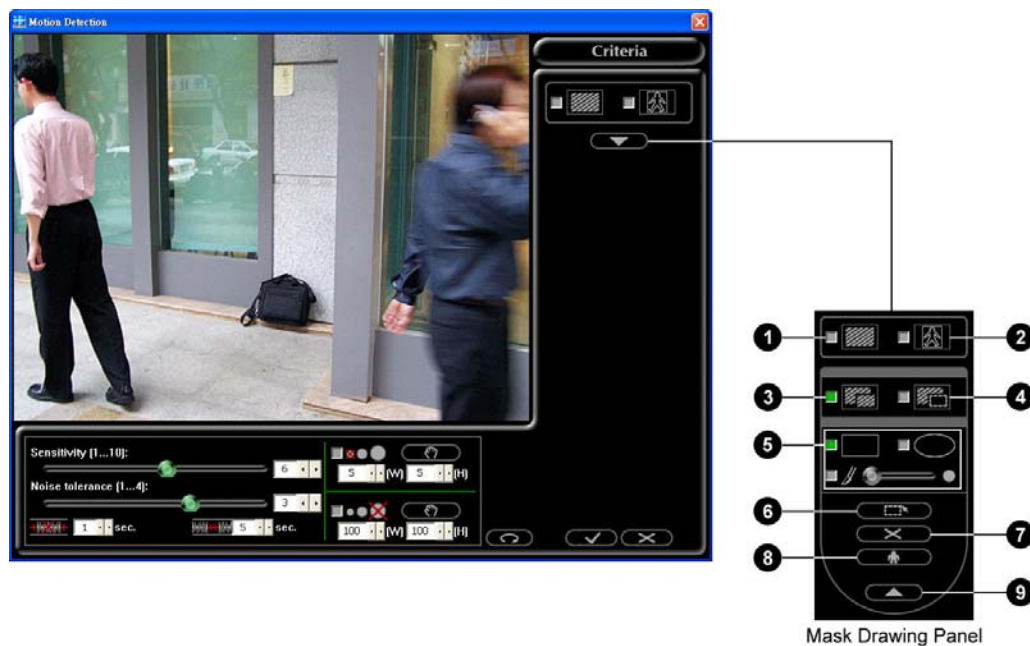 Motion Detection
Criteria
Sensitivity (1...10):
6
Noise tolerance (1...4):
3
1 sec. 5 sec.
5 (W) 5 (H)
100 (W) 100 (H)
1
2
3
4
5
6
7
8
9
Mask Drawing Panel